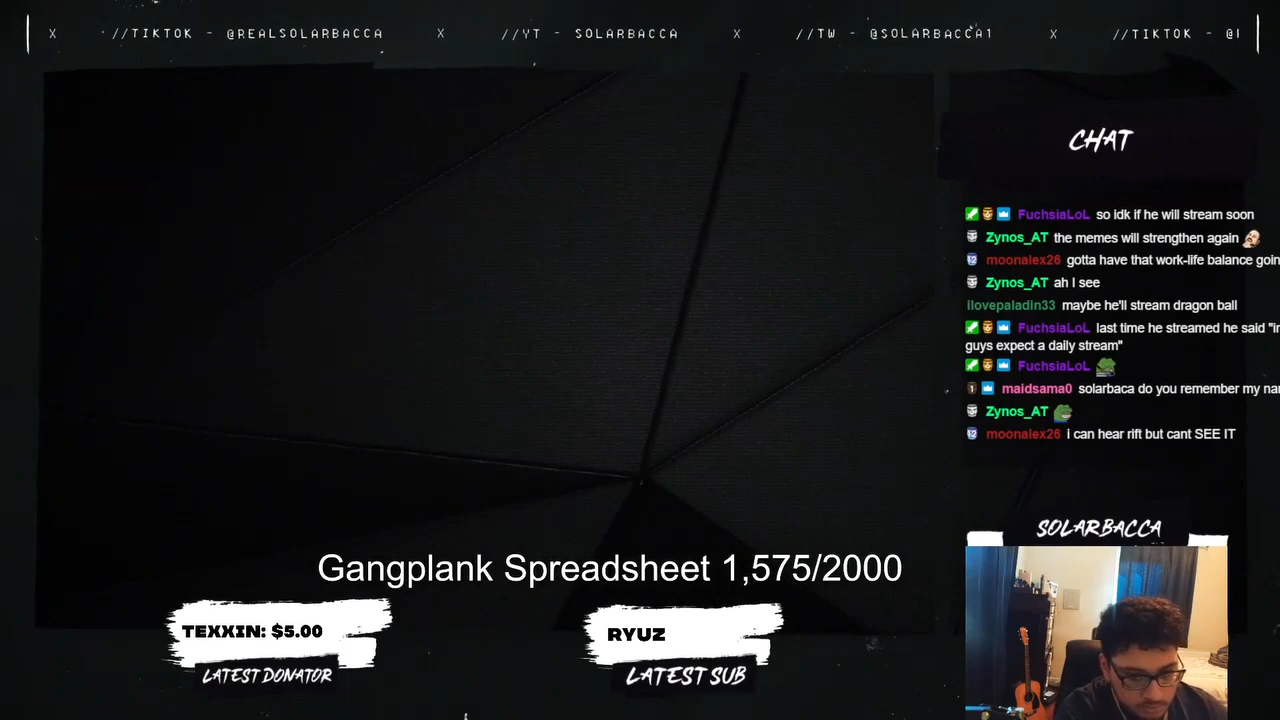 X //TIKTOK - @REALSOLARBACCA X //YT - SOLARBACCA X //TW - @SOLARBACCA1 X //TIKTOK - @
CHAT
FuchsiaLoL so idk if he will stream soon
Zynos_AT the memes will strengthen again
moonalex26 gotta have that work-life balance goin
Zynos_AT ah I see
ilovepaladin33 maybe he'll stream dragon ball
FuchsiaLoL last time he streamed he said "i
guys expect a daily stream"
FuchsiaLoL
maidsama0 solarbaca do you remember my na
Zynos_AT
moonalex26 i can hear rift but cant SEE IT
SOLARBACCA
Gangplank Spreadsheet 1,575/2000
TEXXIN: $5.00
LATEST DONATOR
RYUZ
LATEST SUB